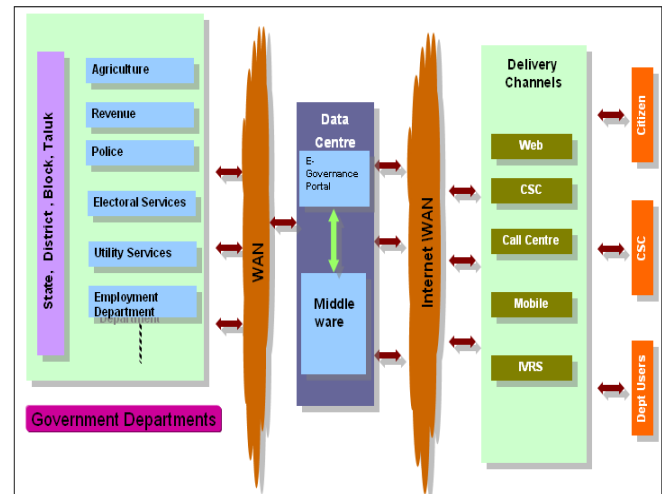 State, District, Block, Taluk
Agriculture
Revenue
Police
Electoral Services
Utility Services
Employment
Department
Department
Government Departments
WAN
Data
Centre
E-
Governance
Portal
Middle
ware
Internet \WAN
Delivery
Channels
Web
CSC
Call Centre
Mobile
IVRS
Citizen
CSC
Dept Users